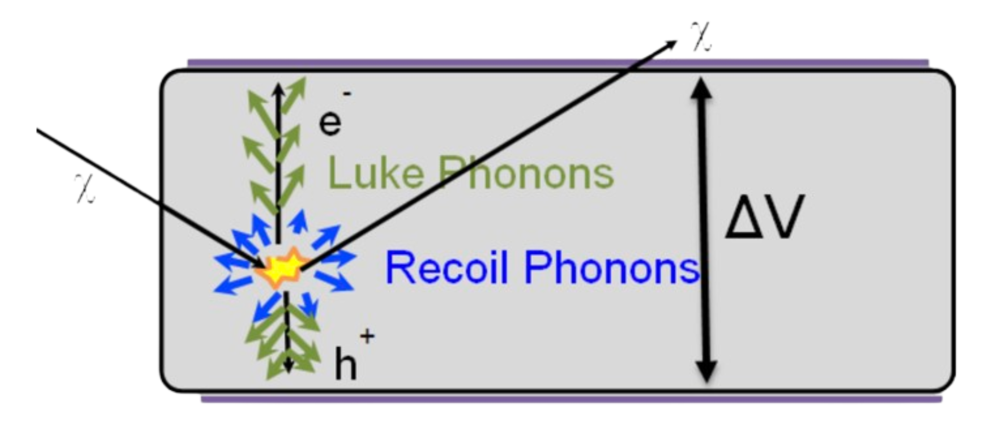 χ
e-
Luke Phonons
χ
ΔV
Recoil Phonons
h+